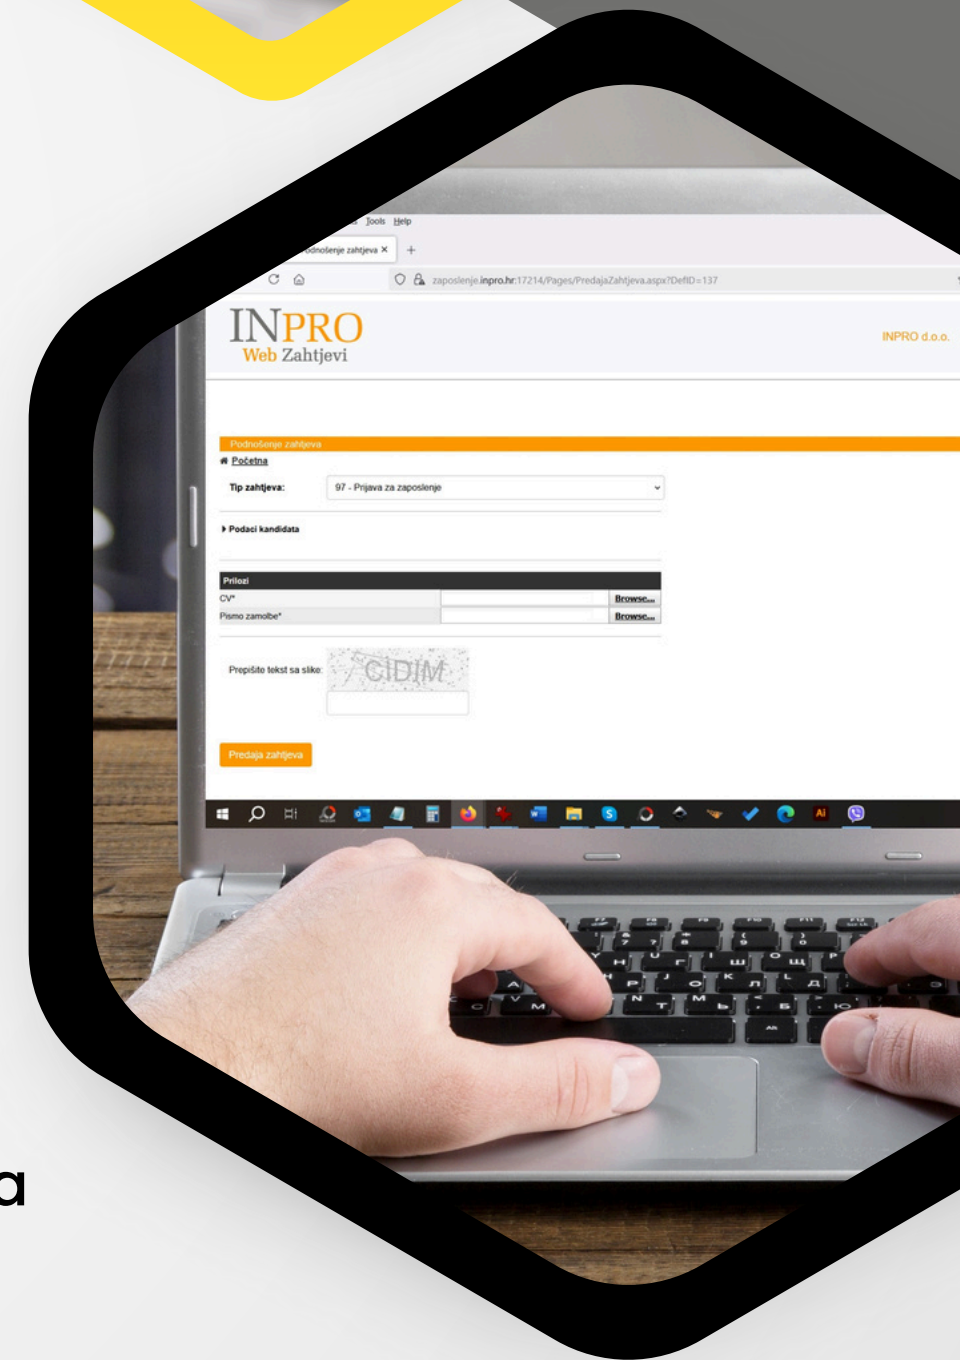 Tools Help
odnošenje zahtjeva × +
zaposlenje.inpro.hr:17214/Pages/PredajaZahtjeva.aspx?DefID=137
INPRO
Web Zahtjevi
INPRO d.o.o.
Podnošenje zahtjeva
Početna
Tip zahtjeva: 97 - Prijava za zaposlenje
Podaci kandidata
Prilozi
CV* Browse...
Pismo zamolbe* Browse...
Prepišite tekst sa slike: CIDIM
Predaja zahtjeva
a